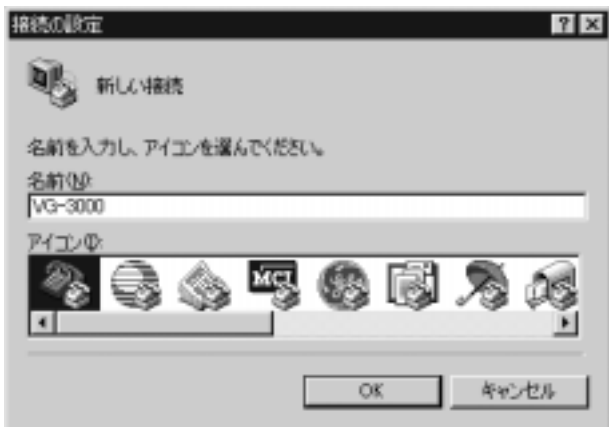 接続の設定
新しい接続
名前を入力し、アイコンを選んでください。
名前(N):
VG-3000
アイコン(I):
MCI
OK
キャンセル